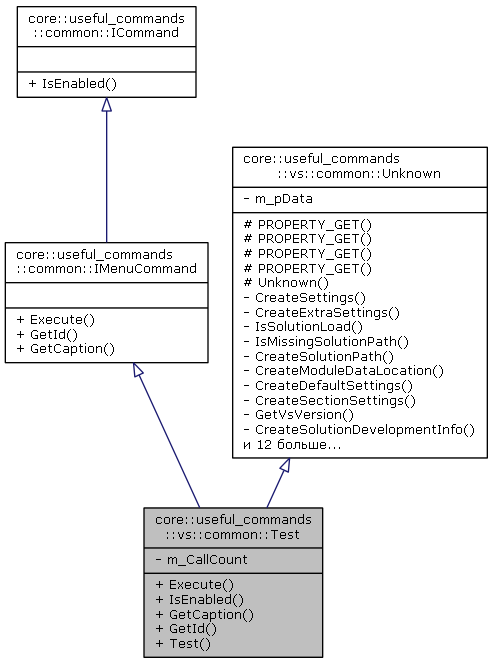 core::useful_commands
::common::ICommand
+ IsEnabled()
core::useful_commands
::vs::common::Unknown
- m_pData
# PROPERTY_GET()
# PROPERTY_GET()
# PROPERTY_GET()
# PROPERTY_GET()
# Unknown()
- CreateSettings()
- CreateExtraSettings()
- IsSolutionLoad()
- IsMissingSolutionPath()
- CreateSolutionPath()
- CreateModuleDataLocation()
- CreateDefaultSettings()
- CreateSectionSettings()
- GetVsVersion()
- CreateSolutionDevelopmentInfo()
и 12 больше...
core::useful_commands
::common::IMenuCommand
+ Execute()
+ GetId()
+ GetCaption()
core::useful_commands
::vs::common::Test
- m_CallCount
+ Execute()
+ IsEnabled()
+ GetCaption()
+ GetId()
+ Test()